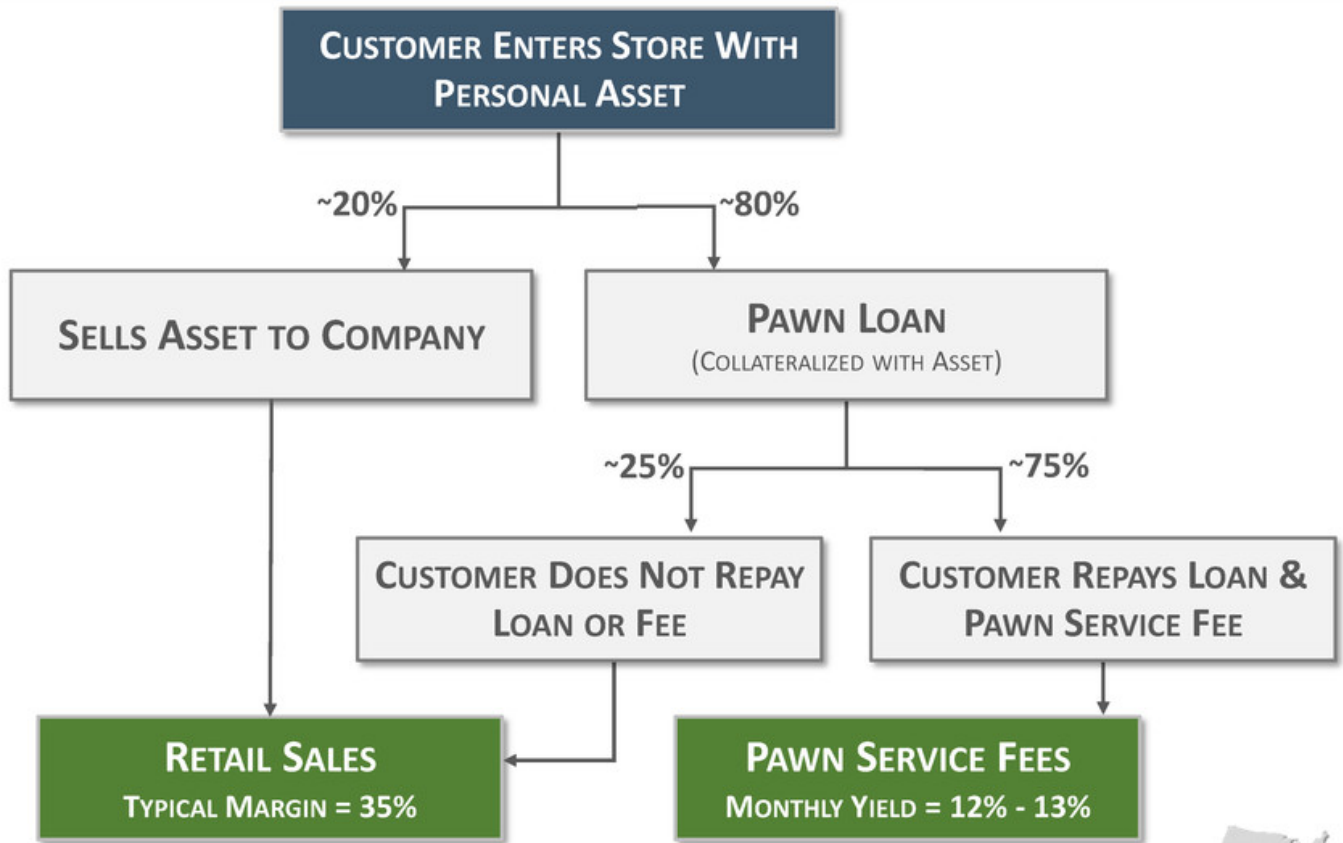 CUSTOMER ENTERS STORE WITH
PERSONAL ASSET
~20%
~80%
SELLS ASSET TO COMPANY
PAWN LOAN
(COLLATERALIZED WITH ASSET)
~25%
~75%
CUSTOMER DOES NOT REPAY
LOAN OR FEE
CUSTOMER REPAYS LOAN &
PAWN SERVICE FEE
RETAIL SALES
TYPICAL MARGIN = 35%
PAWN SERVICE FEES
MONTHLY YIELD = 12% - 13%